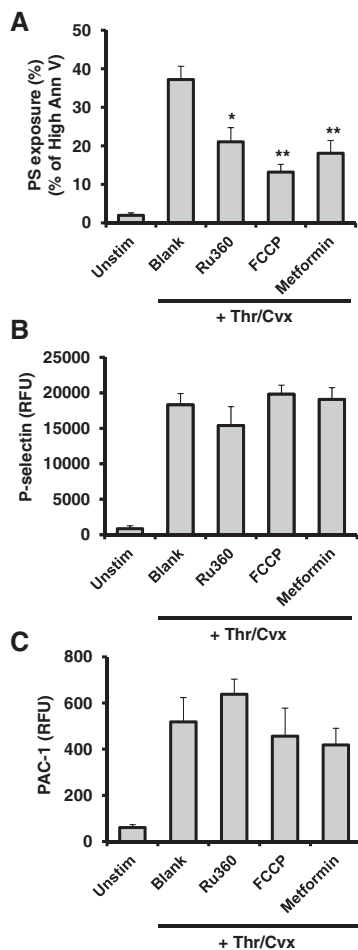 A
PS exposure (%)
(% of High Ann V)
50
40
30
20
10
0
*
**
**
Unstim
Blank
Ru360
FCCP
Metformin
+ Thr/Cvx
B
P-selectin (RFU)
25000
20000
15000
10000
5000
0
Unstim
Blank
Ru360
FCCP
Metformin
+ Thr/Cvx
C
PAC-1 (RFU)
800
600
400
200
0
Unstim
Blank
Ru360
FCCP
Metformin
+ Thr/Cvx